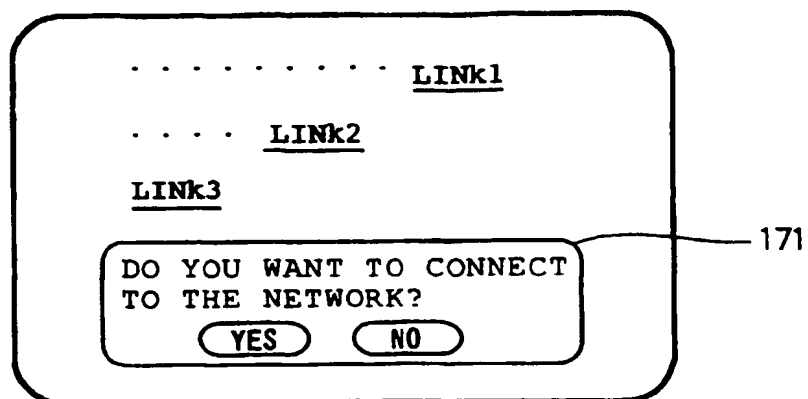 . . . . . . . . . LINk1
. . . . LINk2
LINk3
DO YOU WANT TO CONNECT
TO THE NETWORK?
YES NO
171